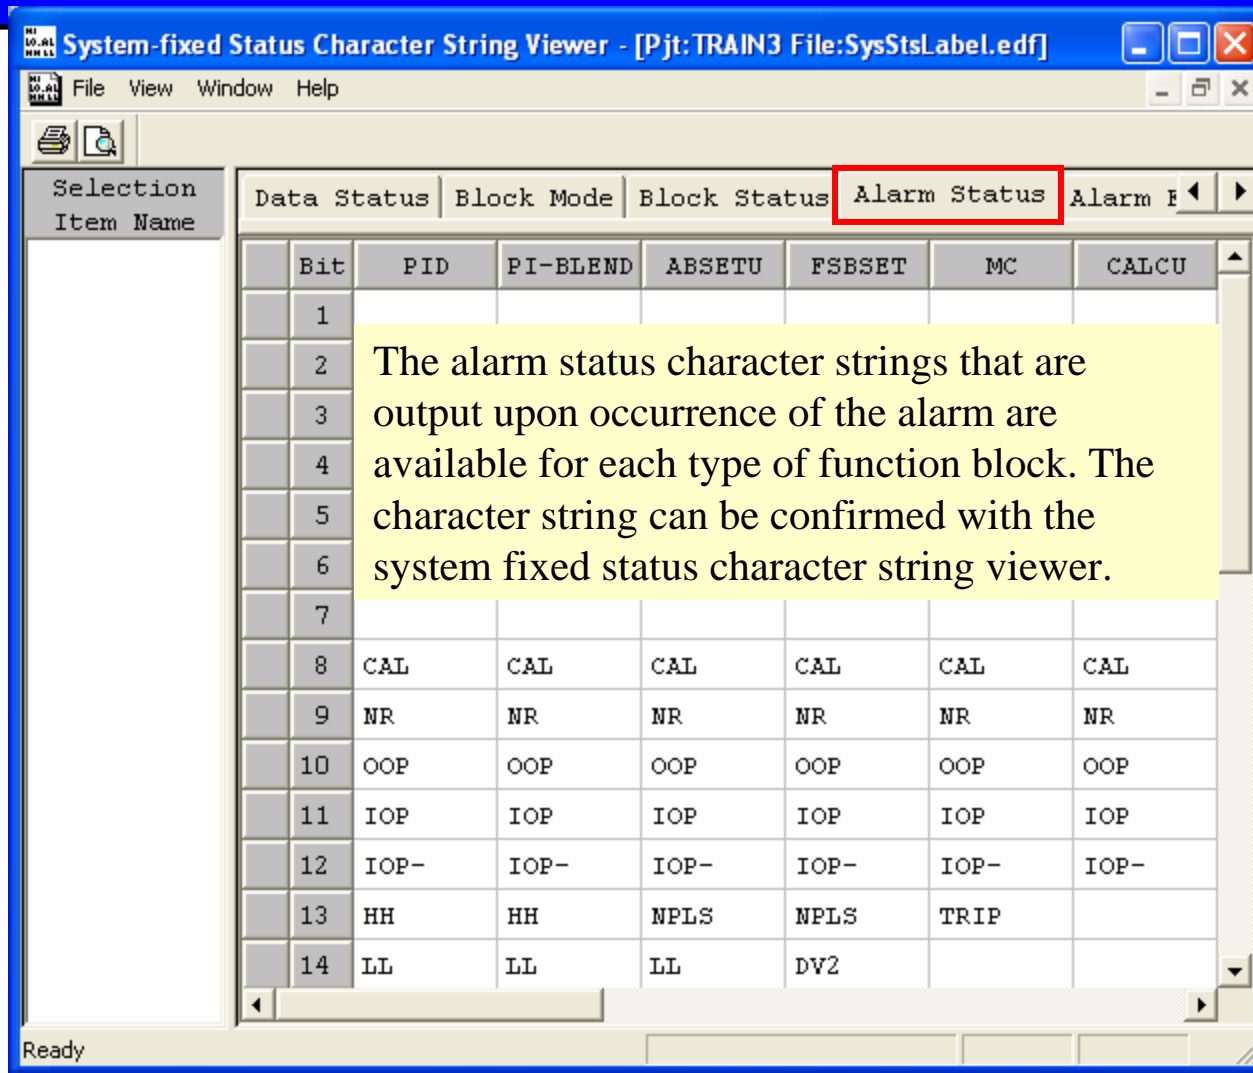 System-fixed Status Character String Viewer - [Pjt:TRAIN3 File:SysStsLabel.edf]
File View Window Help
Selection
Item Name
Data Status Block Mode Block Status Alarm Status Alarm
Bit PID PI-BLEND ABSETU FSBSET MC CALCU
1
2
3
4
5
6
7
The alarm status character strings that are
output upon occurrence of the alarm are
available for each type of function block. The
character string can be confirmed with the
system fixed status character string viewer.
8 CAL CAL CAL CAL CAL CAL
9 NR NR NR NR NR NR
10 OOP OOP OOP OOP OOP OOP
11 IOP IOP IOP IOP IOP IOP
12 IOP- IOP- IOP- IOP- IOP- IOP-
13 HH HH NPLS NPLS TRIP
14 LL LL LL DV2
Ready